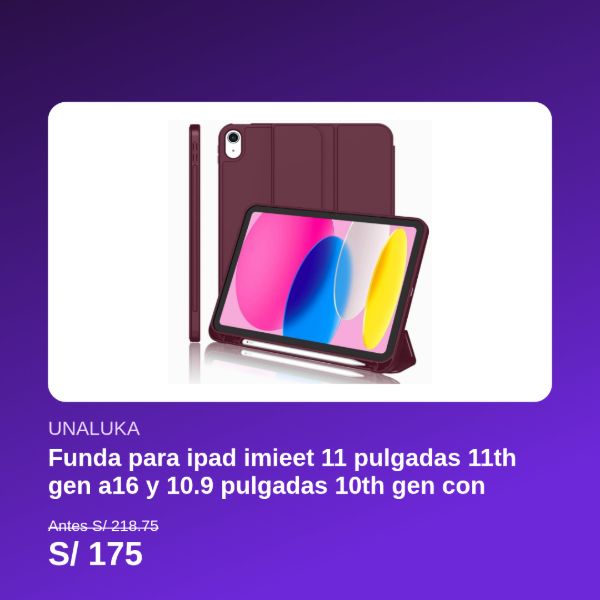 UNALUKA
Funda para ipad imieet 11 pulgadas 11th
gen a16 y 10.9 pulgadas 10th gen con
Antes S/ 218.75
S/ 175